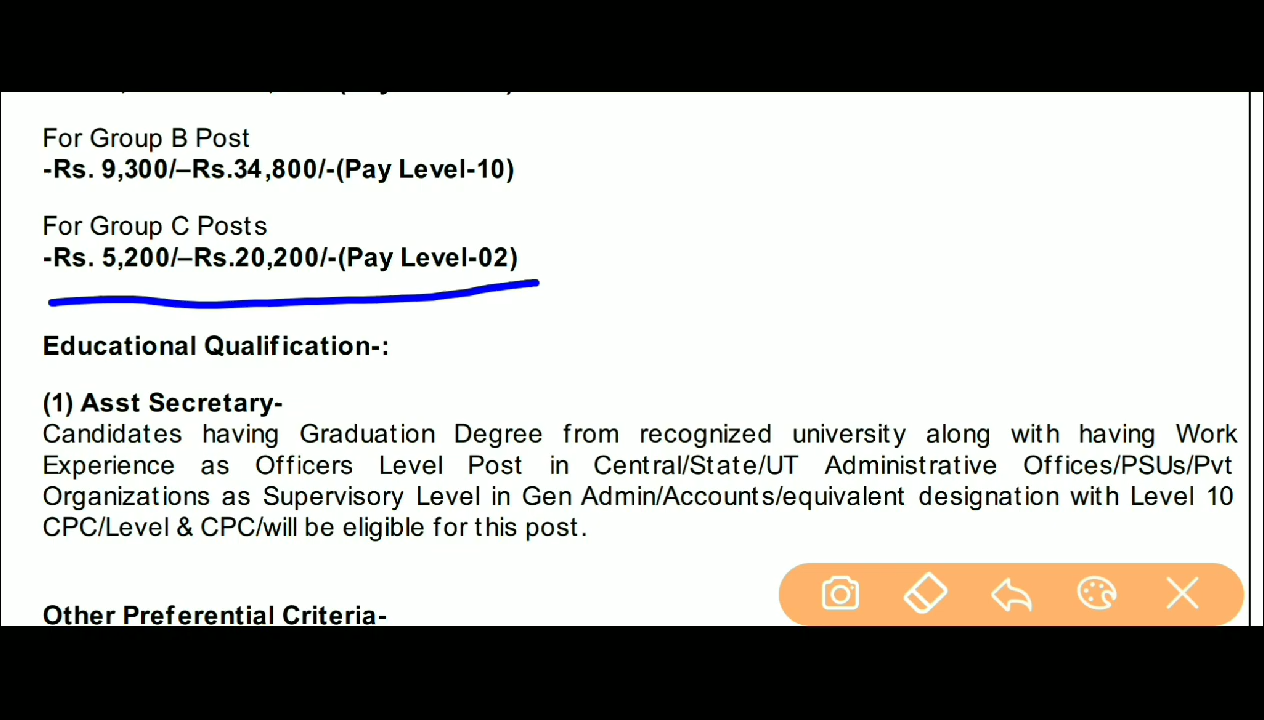 For Group B Post
-Rs. 9,300/–Rs.34,800/-(Pay Level-10)
For Group C Posts
-Rs. 5,200/–Rs.20,200/-(Pay Level-02)
Educational Qualification-:
(1) Asst Secretary-
Candidates having Graduation Degree from recognized university along with having Work
Experience as Officers Level Post in Central/State/UT Administrative Offices/PSUs/Pvt
Organizations as Supervisory Level in Gen Admin/Accounts/equivalent designation with Level 10
CPC/Level & CPC/will be eligible for this post.
Other Preferential Criteria-